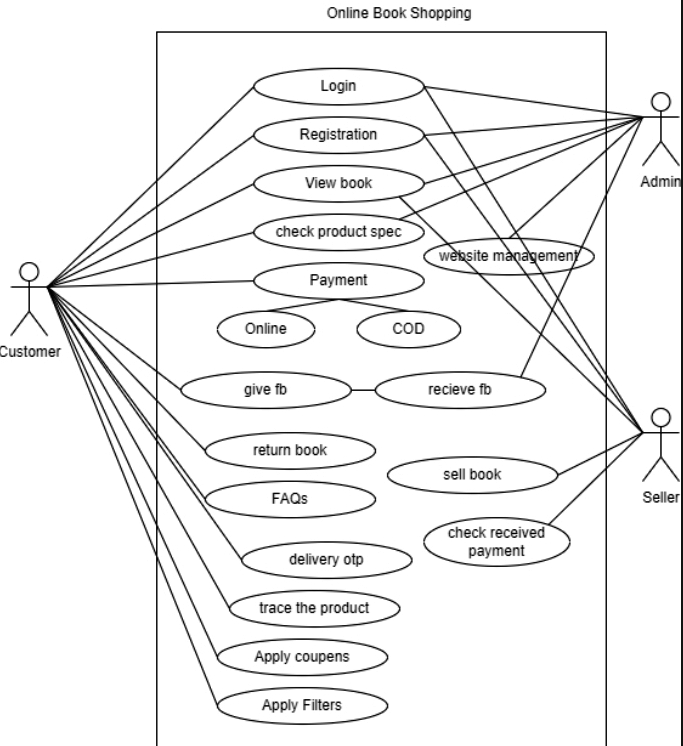 Online Book Shopping
Login
Registration
Admin
View book
check product spec
website management
Payment
Customer
Online
COD
give fb
recieve fb
return book
sell book
FAQs
Seller
check received
payment
delivery otp
trace the product
Apply coupens
Apply Filters